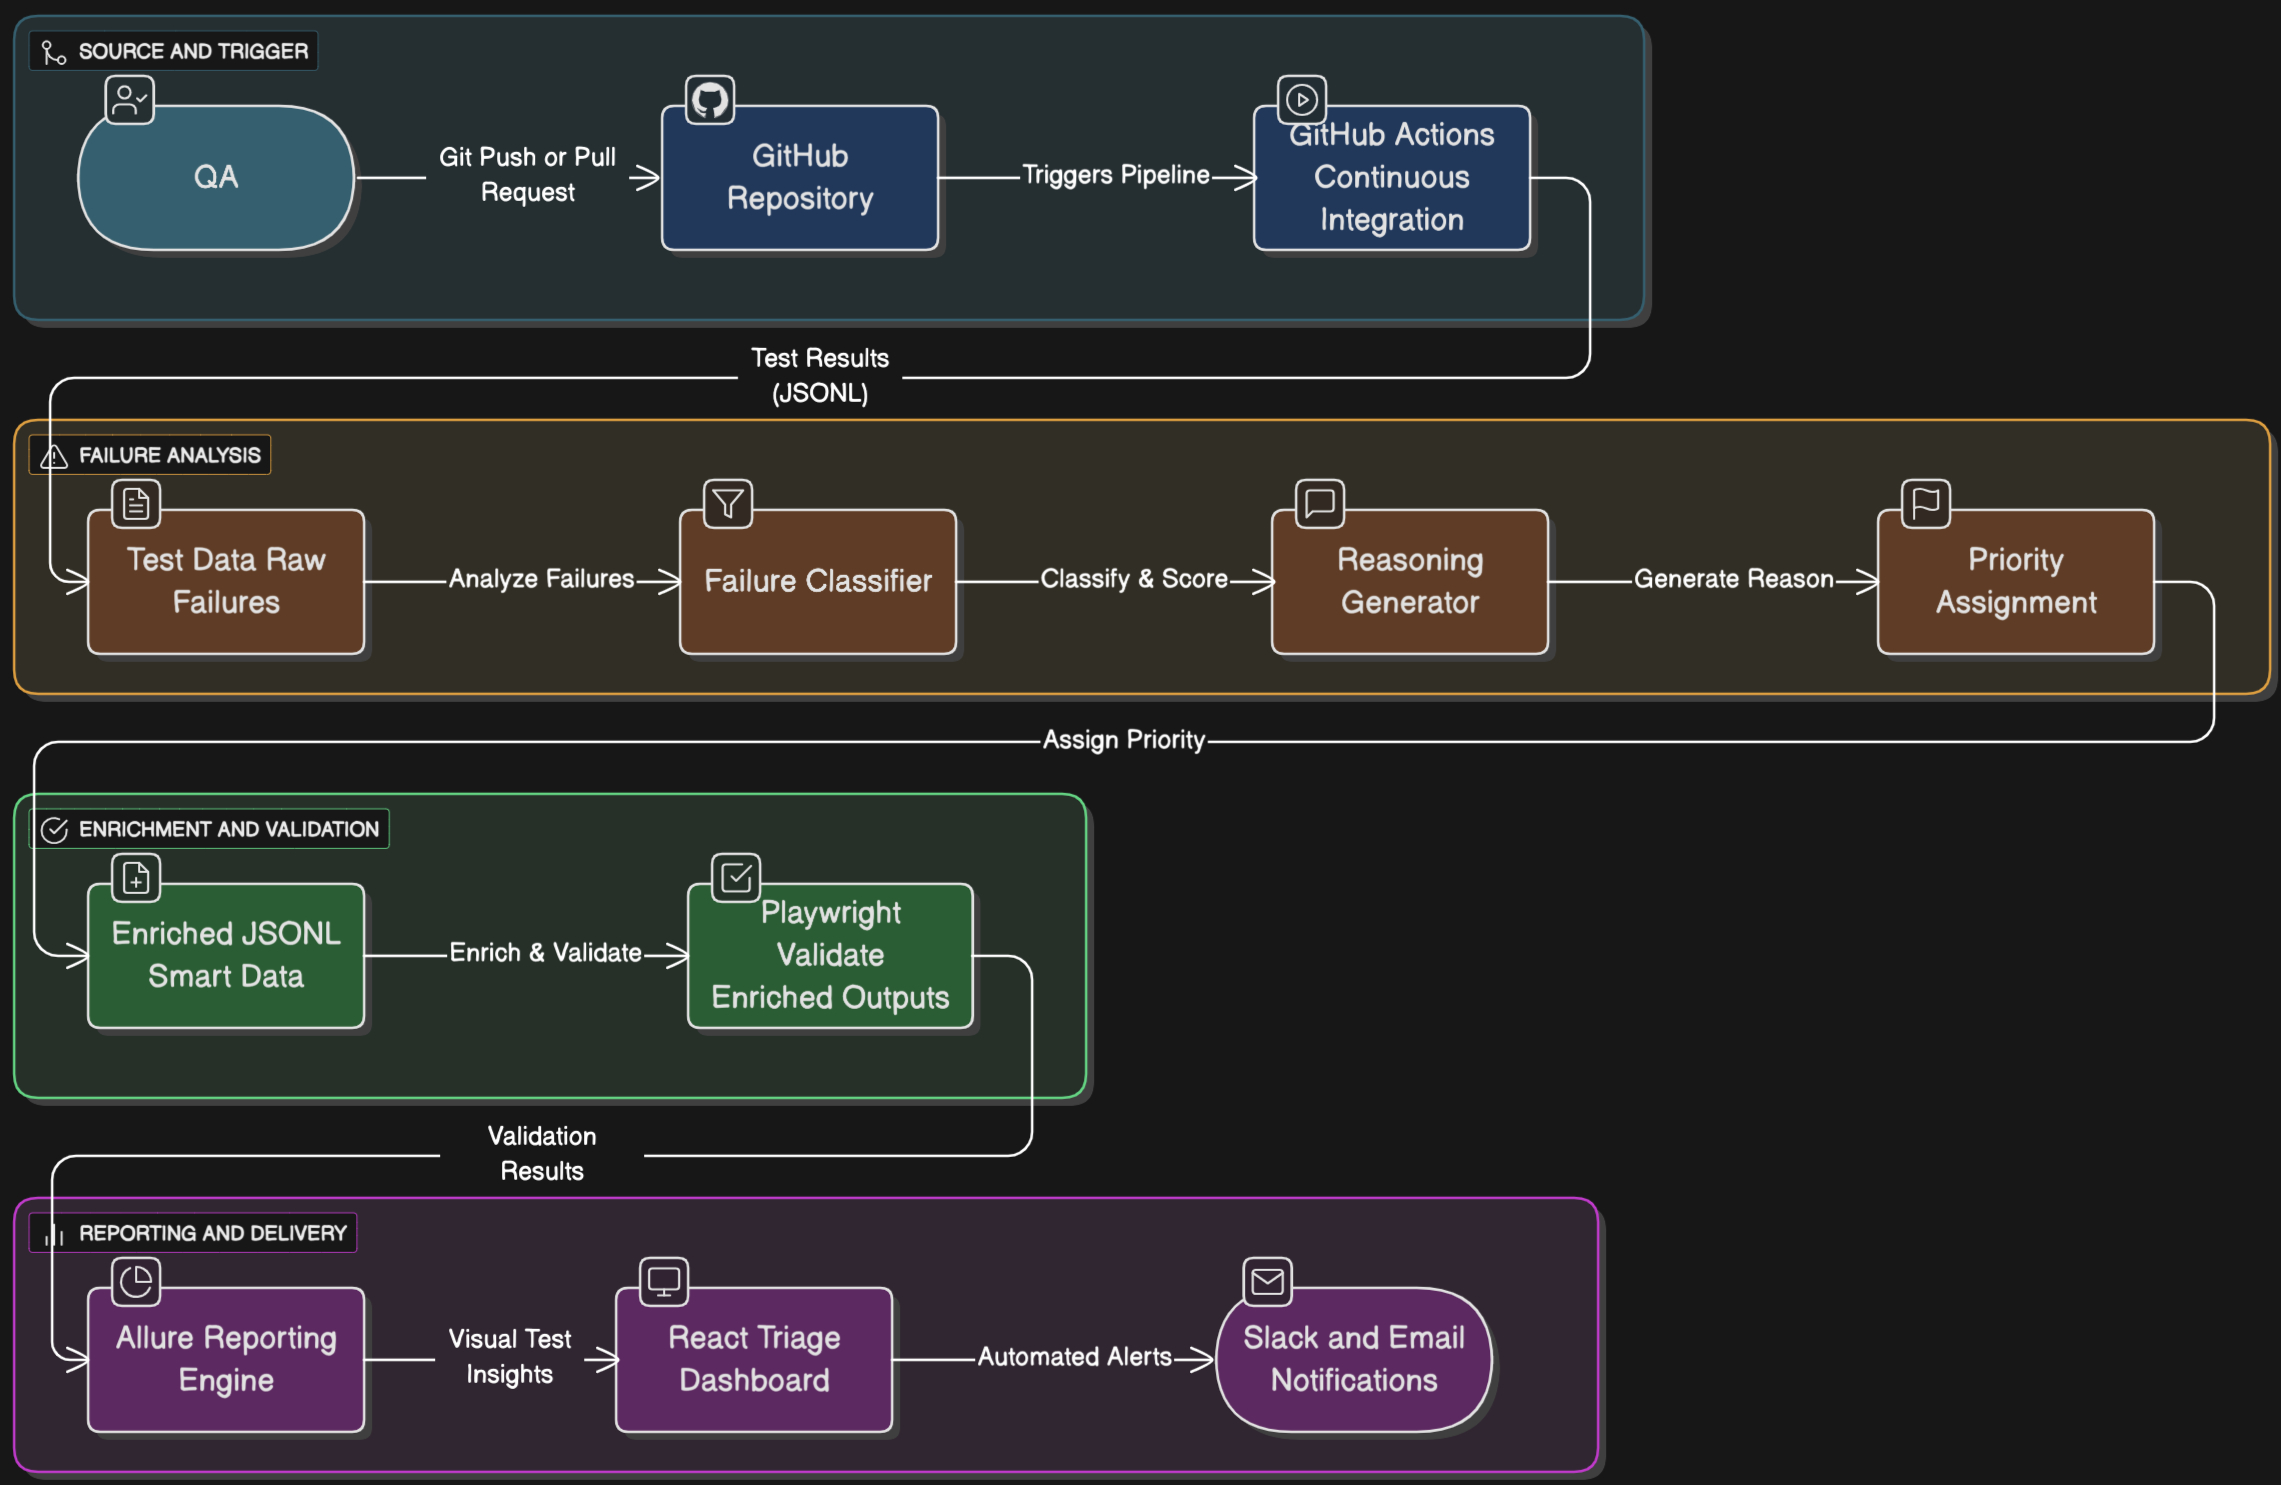 SOURCE AND TRIGGER
QA
Git Push or Pull
Request
GitHub
Repository
Triggers Pipeline
GitHub Actions
Continuous
Integration
Test Results
(JSONL)
FAILURE ANALYSIS
Test Data Raw
Failures
Analyze Failures
Failure Classifier
Classify & Score
Reasoning
Generator
Generate Reason
Priority
Assignment
Assign Priority
ENRICHMENT AND VALIDATION
Enriched JSONL
Smart Data
Enrich & Validate
Playwright
Validate
Enriched Outputs
Validation
Results
REPORTING AND DELIVERY
Allure Reporting
Engine
Visual Test
Insights
React Triage
Dashboard
Automated Alerts
Slack and Email
Notifications